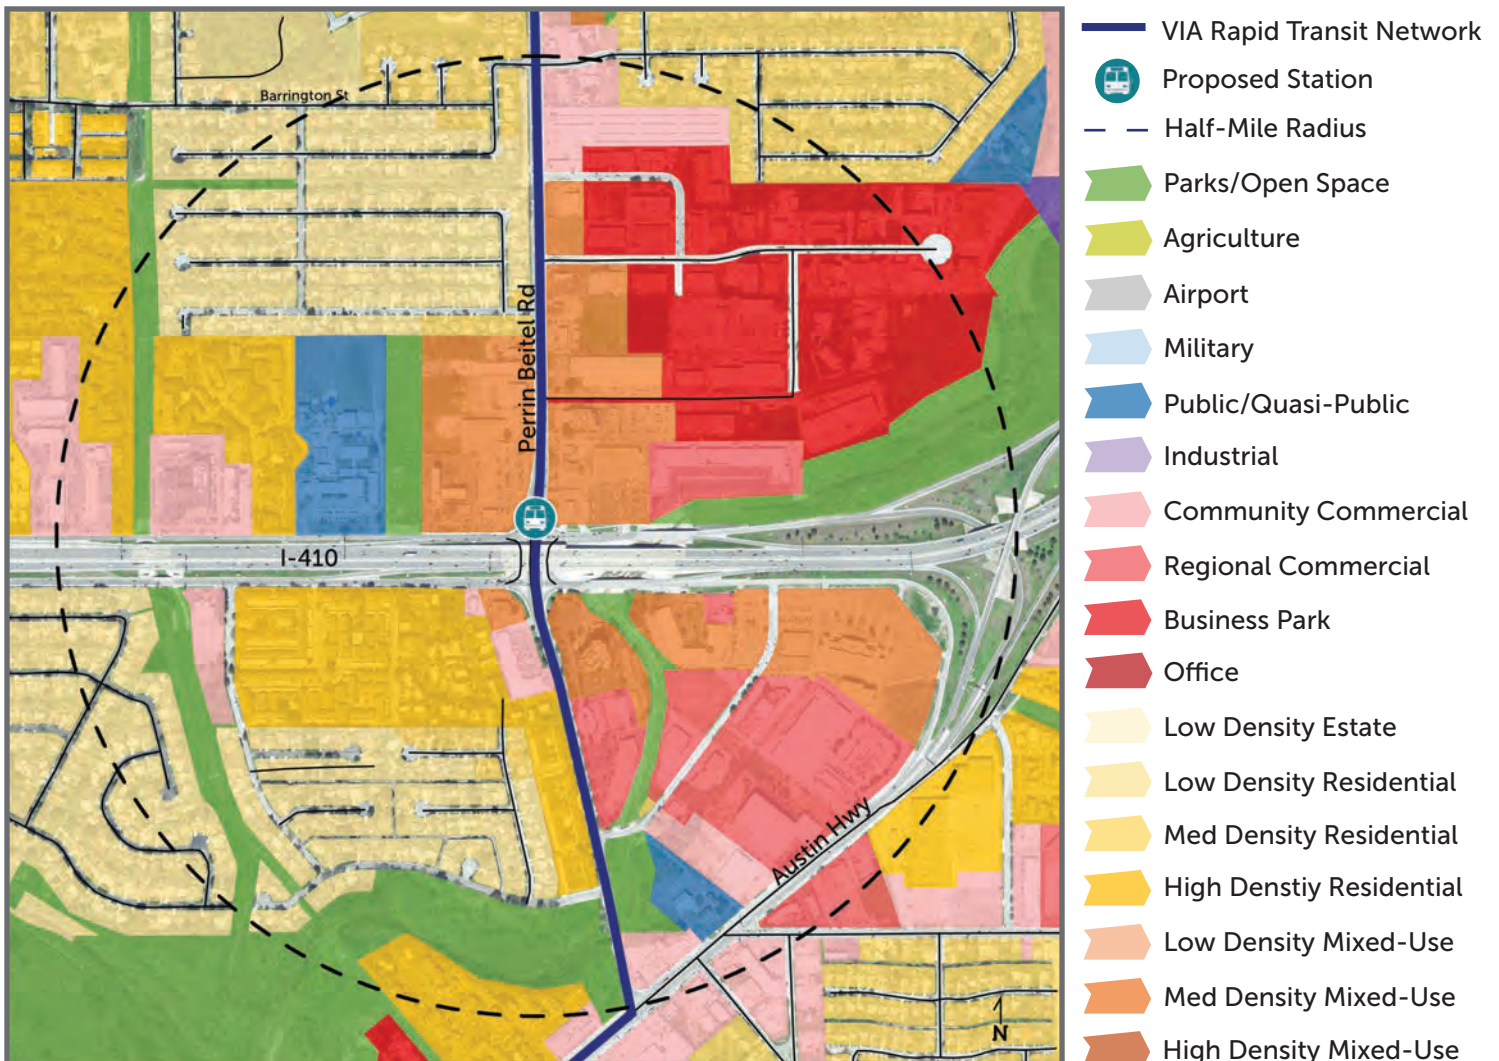 VIA Rapid Transit Network
Proposed Station
Half-Mile Radius
Parks/Open Space
Agriculture
Airport
Military
Public/Quasi-Public
Industrial
Community Commercial
Regional Commercial
Business Park
Office
Low Density Estate
Low Density Residential
Med Density Residential
High Denstiy Residential
Low Density Mixed-Use
Med Density Mixed-Use
High Density Mixed-Use
Barrington St
Perrin Beitel Rd
I-410
Austin Hwy
N